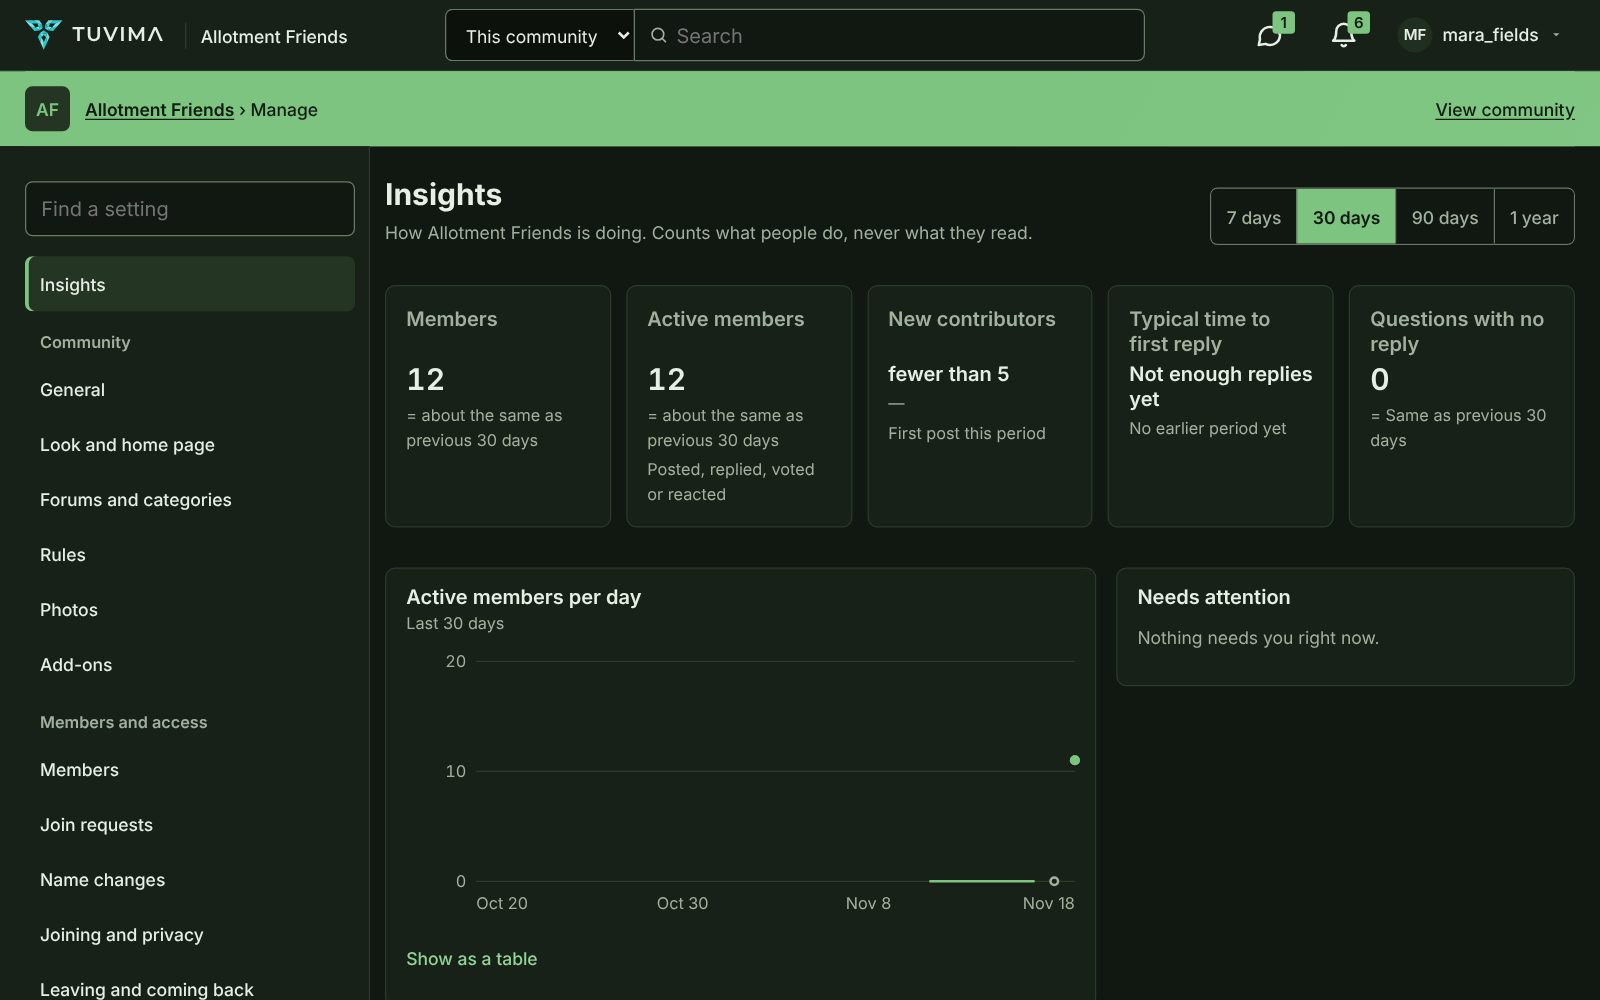 TUVIMA
Allotment Friends
This community
Search
1
6
MF
mara_fields
AF
Allotment Friends › Manage
View community
Find a setting
Insights
Community
General
Look and home page
Forums and categories
Rules
Photos
Add-ons
Members and access
Members
Join requests
Name changes
Joining and privacy
Leaving and coming back
Insights
How Allotment Friends is doing. Counts what people do, never what they read.
7 days
30 days
90 days
1 year
Members
12
= about the same as
previous 30 days
Active members
12
= about the same as
previous 30 days
Posted, replied, voted
or reacted
New contributors
fewer than 5
—
First post this period
Typical time to
first reply
Not enough replies
yet
No earlier period yet
Questions with no
reply
0
= Same as previous 30
days
Active members per day
Last 30 days
20
10
0
Oct 20
Oct 30
Nov 8
Nov 18
Show as a table
Needs attention
Nothing needs you right now.